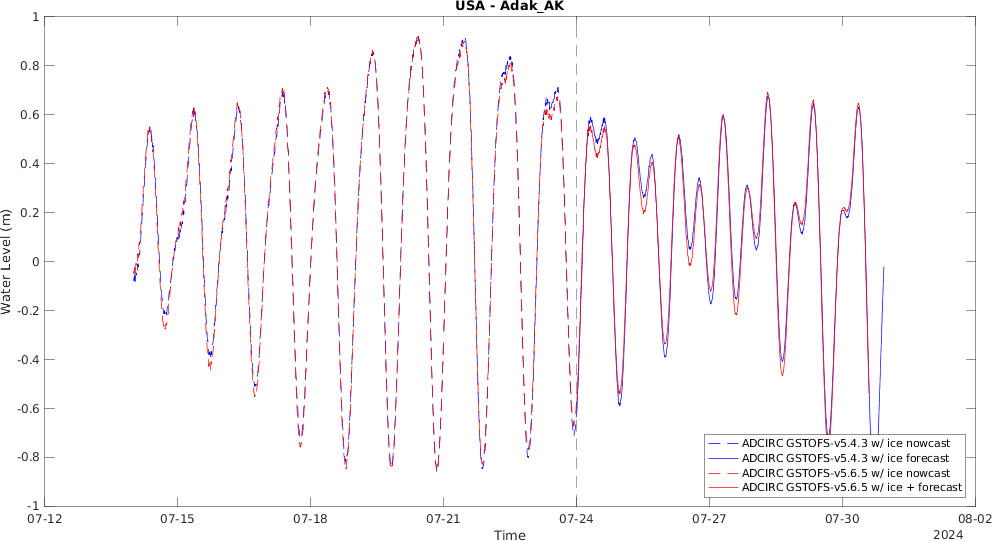 USA - Adak_AK
1
0.8
0.6
0.4
0.2
0
-0.2
-0.4
-0.6
-0.8
-1
Water Level (m)
ADCIRC GSTOFS-v5.4.3 w/ ice nowcast
ADCIRC GSTOFS-v5.4.3 w/ ice forecast
ADCIRC GSTOFS-v5.6.5 w/ ice nowcast
ADCIRC GSTOFS-v5.6.5 w/ ice + forecast
07-12 07-15 07-18 07-21 07-24 07-27 07-30 08-02
Time
2024